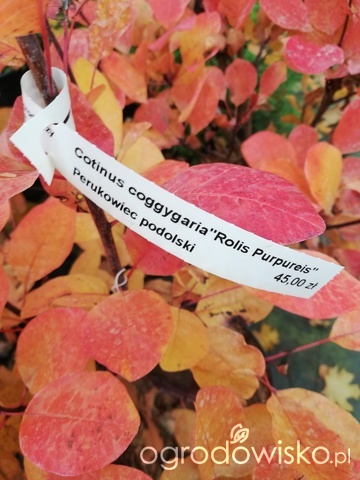 Cotinus coggygaria"Rolis Purpureis"
Perukowiec podolski
45,00 zł
ogrodowisko.pl